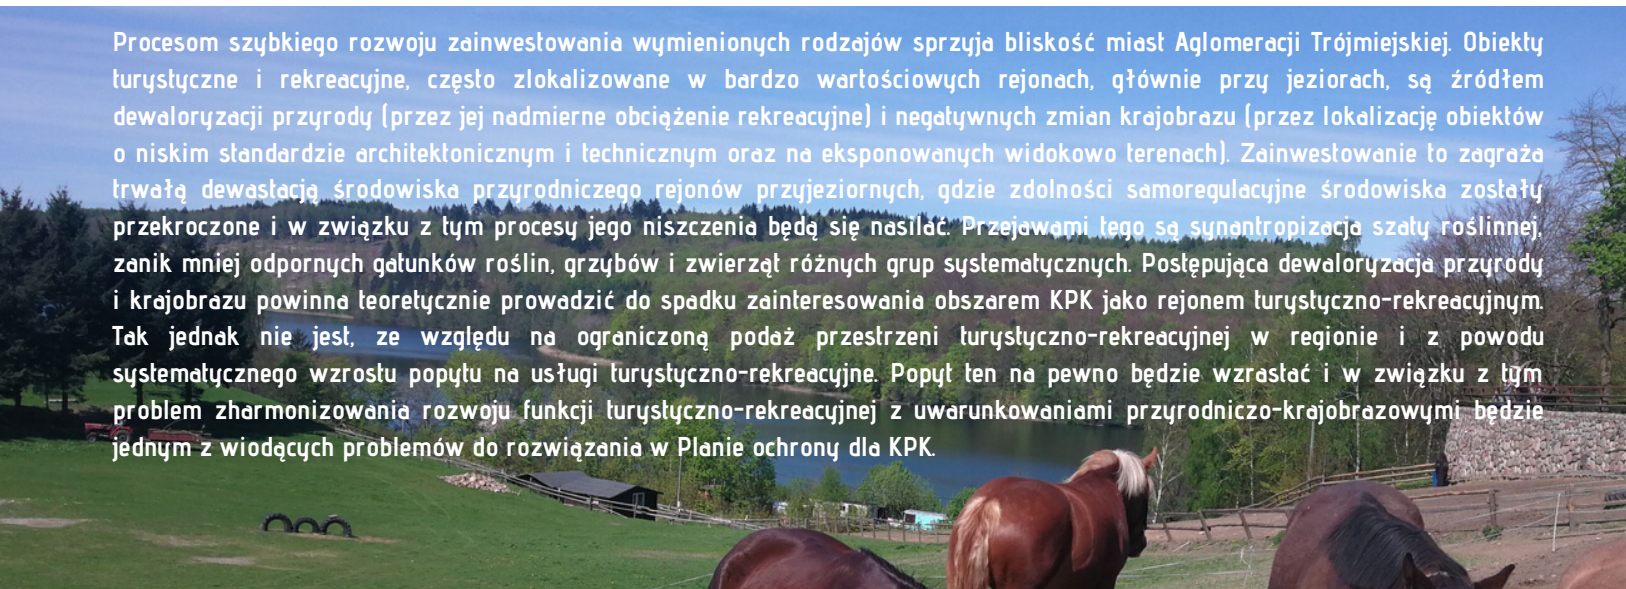 Procesom szybkiego rozwoju zainwestowania wymienionych rodzajów sprzyja bliskość miast Aglomeracji Trójmiejskiej. Obiekty
turystyczne i rekreacyjne, często zlokalizowane w bardzo wartościowych rejonach, głównie przy jeziorach, są źródłem
dewaloryzacji przyrody (przez jej nadmierne obciążenie rekreacyjne) i negatywnych zmian krajobrazu (przez lokalizację obiektów
o niskim standardzie architektonicznym i technicznym oraz na eksponowanych widokowo terenach). Zainwestowanie to zagraża
trwałą dewastacją środowiska przyrodniczego rejonów przyjeziornych, gdzie zdolności samoregulacyjne środowiska zostały
przekroczone i w związku z tym procesy jego niszczenia będą się nasilać. Przejawami tego są synantropizacja szaty roślinnej,
zanik mniej odpornych gatunków roślin, grzybów i zwierząt różnych grup systematycznych. Postępująca dewaloryzacja przyrody
i krajobrazu powinna teoretycznie prowadzić do spadku zainteresowania obszarem KPK jako rejonem turystyczno-rekreacyjnym.
Tak jednak nie jest, ze względu na ograniczoną podaż przestrzeni turystyczno-rekreacyjnej w regionie i z powodu
systematycznego wzrostu popytu na usługi turystyczno-rekreacyjne. Popyt ten na pewno będzie wzrastać i w związku z tym
problem zharmonizowania rozwoju funkcji turystyczno-rekreacyjnej z uwarunkowaniami przyrodniczo-krajobrazowymi będzie
jednym z wiodących problemów do rozwiązania w Planie ochrony dla KPK.